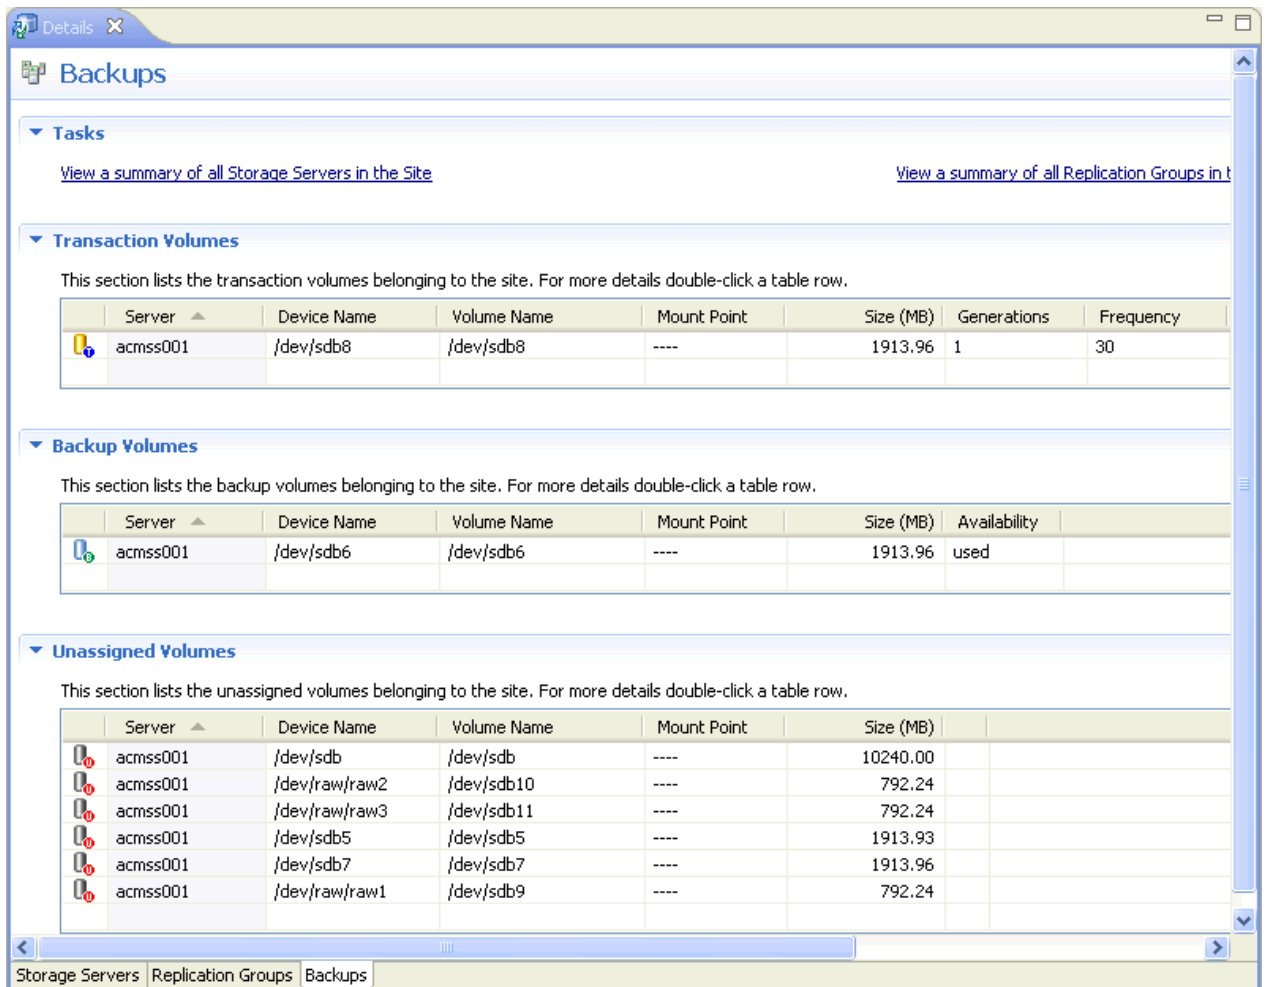 Details
Backups
Tasks
View a summary of all Storage Servers in the Site View a summary of all Replication Groups in t
Transaction Volumes
This section lists the transaction volumes belonging to the site. For more details double-click a table row.
Server Device Name Volume Name Mount Point Size (MB) Generations Frequency
acmss001 /dev/sdb8 /dev/sdb8 ---- 1913.96 1 30
Backup Volumes
This section lists the backup volumes belonging to the site. For more details double-click a table row.
Server Device Name Volume Name Mount Point Size (MB) Availability
acmss001 /dev/sdb6 /dev/sdb6 ---- 1913.96 used
Unassigned Volumes
This section lists the unassigned volumes belonging to the site. For more details double-click a table row.
Server Device Name Volume Name Mount Point Size (MB)
acmss001 /dev/sdb /dev/sdb ---- 10240.00
acmss001 /dev/raw/raw2 /dev/sdb10 ---- 792.24
acmss001 /dev/raw/raw3 /dev/sdb11 ---- 792.24
acmss001 /dev/sdb5 /dev/sdb5 ---- 1913.93
acmss001 /dev/sdb7 /dev/sdb7 ---- 1913.96
acmss001 /dev/raw/raw1 /dev/sdb9 ---- 792.24
Storage Servers Replication Groups Backups